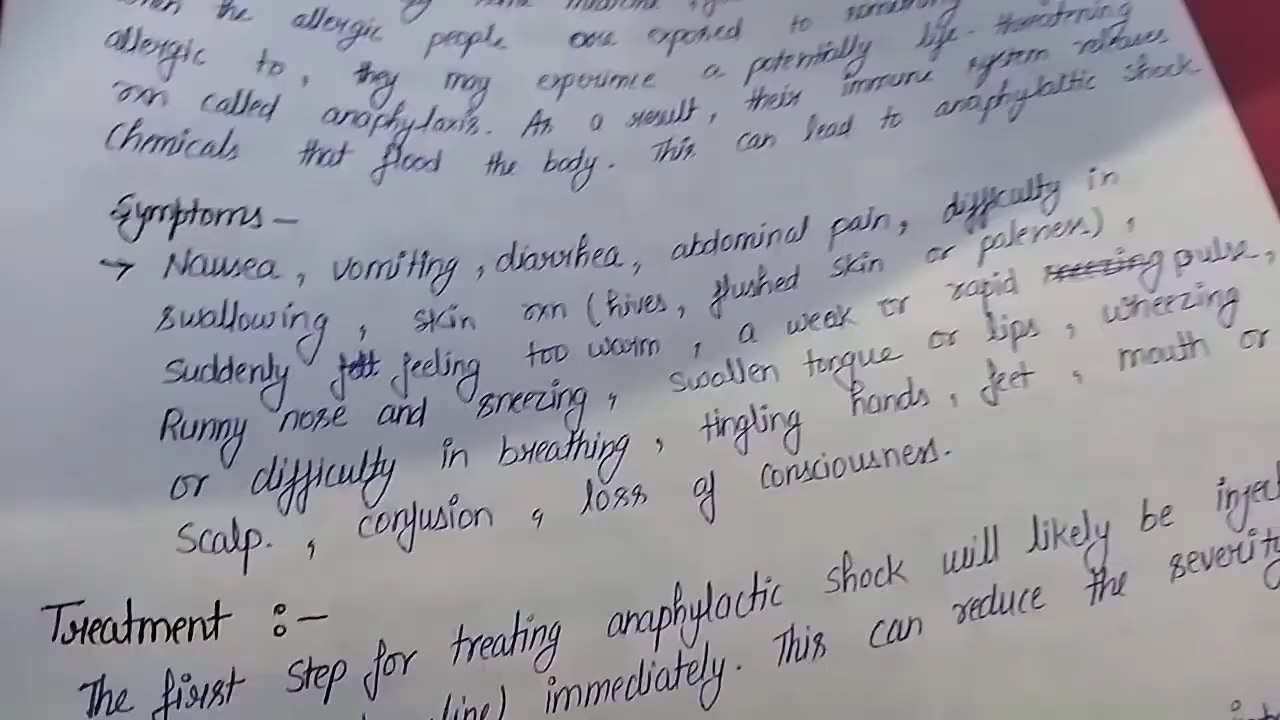 the allergic people are exposed to
allergic to, they may experience a potentially life-threatening
rxn called anaphylaxis. As a result, their immune system releases
Chemicals that flood the body. This can lead to anaphylactic shock
Symptoms -
→ Nausea, vomiting, diarrhea, abdominal pain, difficulty in
swallowing, skin rxn (hives, flushed skin or paleness),
suddenly feeling too warm, a weak or rapid pulse,
Runny nose and sneezing, swollen tongue or lips, wheezing
or difficulty in breathing, tingling hands, feet, mouth or
scalp. , confusion, loss of consciousness.
Treatment :-
The first step for treating anaphylactic shock will likely be inject
line) immediately. This can reduce the severity